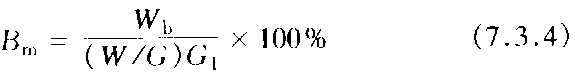 B_m = W_b / ((W/G)G_1) × 100% (7.3.4)